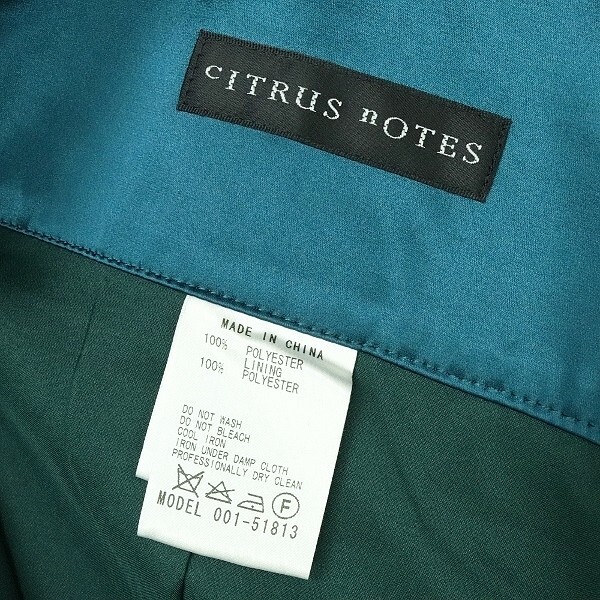 cITRUS nOTES
MADE IN CHINA
100% POLYESTER
LINING
100% POLYESTER
DO NOT WASH
DO NOT BLEACH
COOL IRON
IRON UNDER DAMP CLOTH
PROFESSIONALLY DRY CLEAN
F
MODEL 001-51813